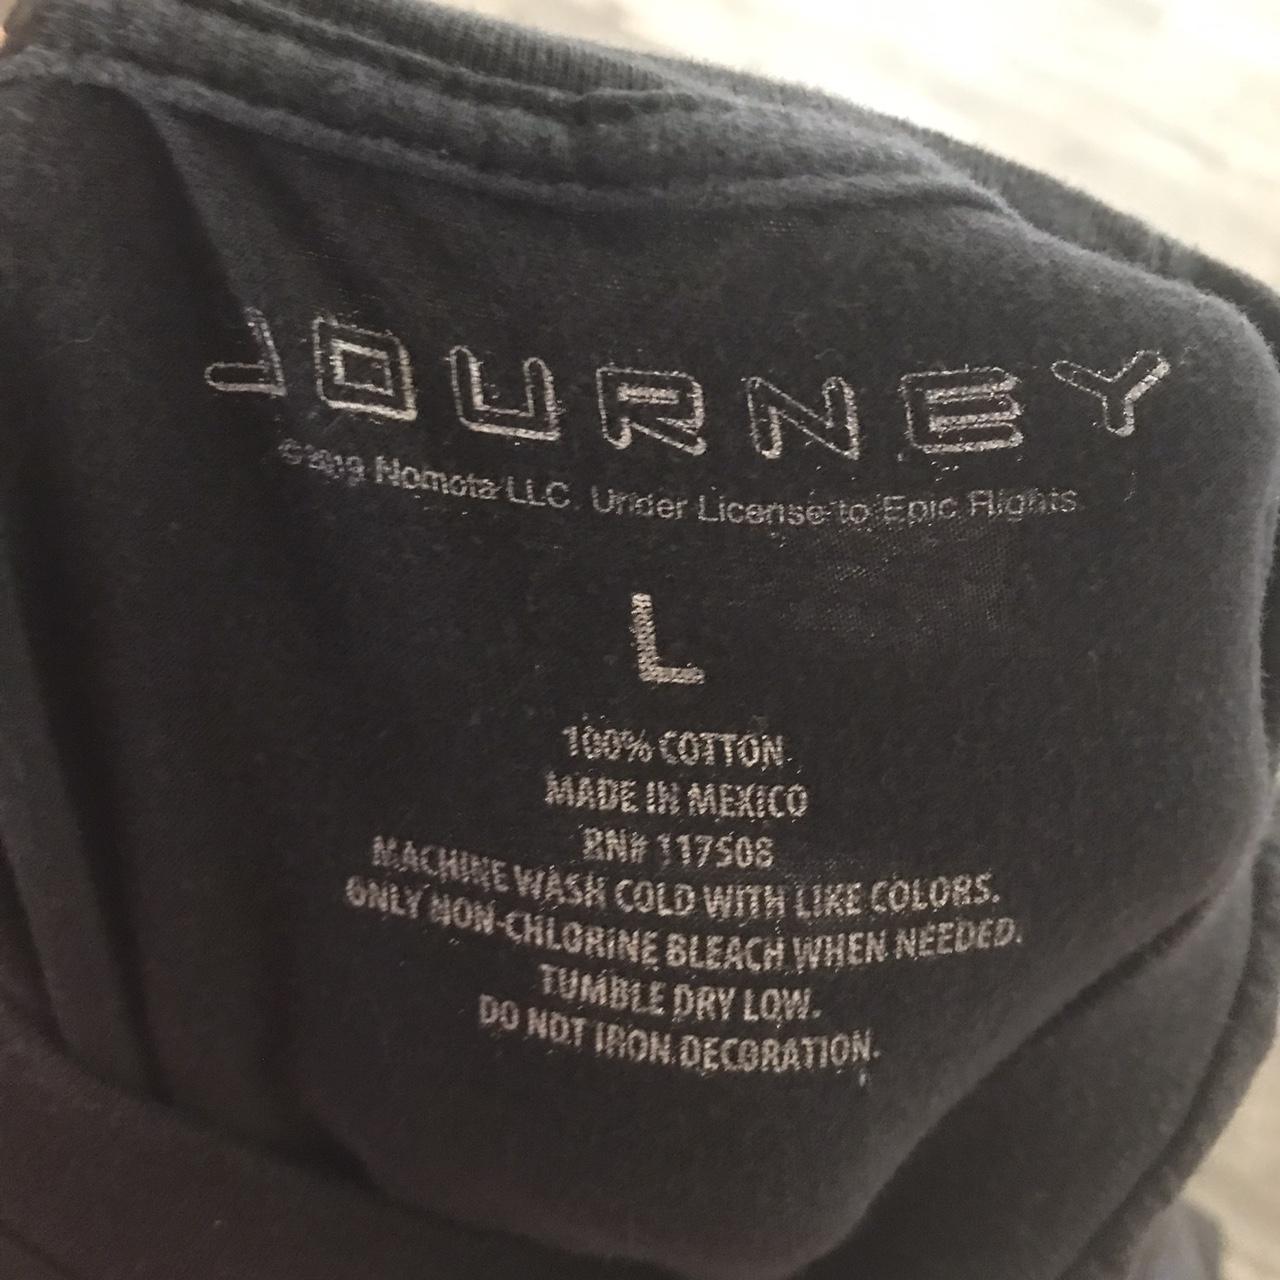 JOURNEY
©2019 Nomota LLC. Under License to Epic Rights.
L
100% COTTON
MADE IN MEXICO
RN# 117508
MACHINE WASH COLD WITH LIKE COLORS.
ONLY NON-CHLORINE BLEACH WHEN NEEDED.
TUMBLE DRY LOW.
DO NOT IRON DECORATION.